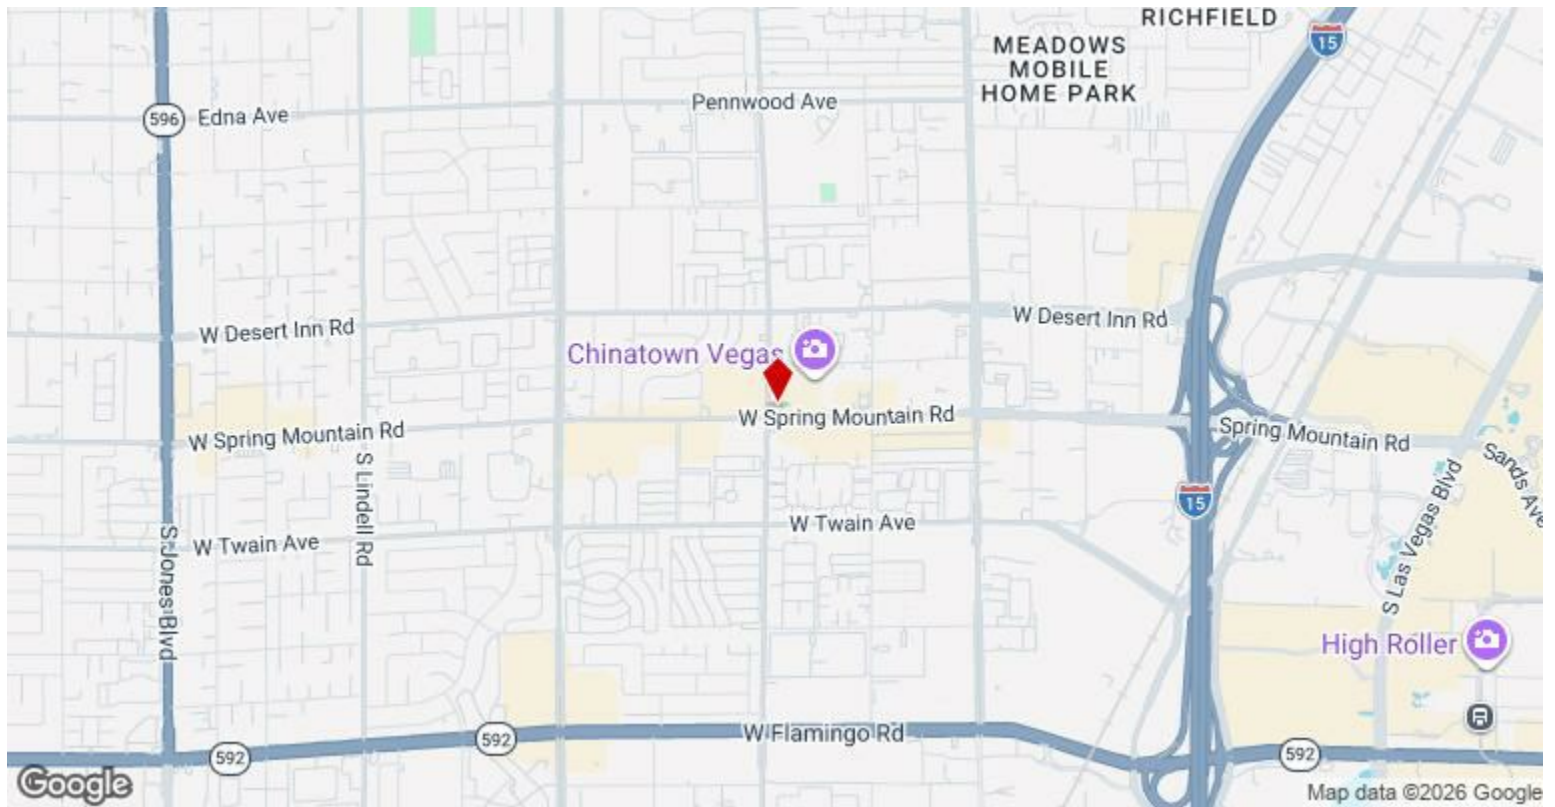 RICHFIELD
15
MEADOWS
MOBILE
HOME PARK
Pennwood Ave
596
Edna Ave
W Desert Inn Rd
W Desert Inn Rd
Chinatown Vegas
W Spring Mountain Rd
W Spring Mountain Rd
Spring Mountain Rd
Sands Ave
S Lindell Rd
15
S Las Vegas Blvd
W Twain Ave
W Twain Ave
S Jones Blvd
High Roller
592
592
W Flamingo Rd
592
Google
Map data ©2026 Google